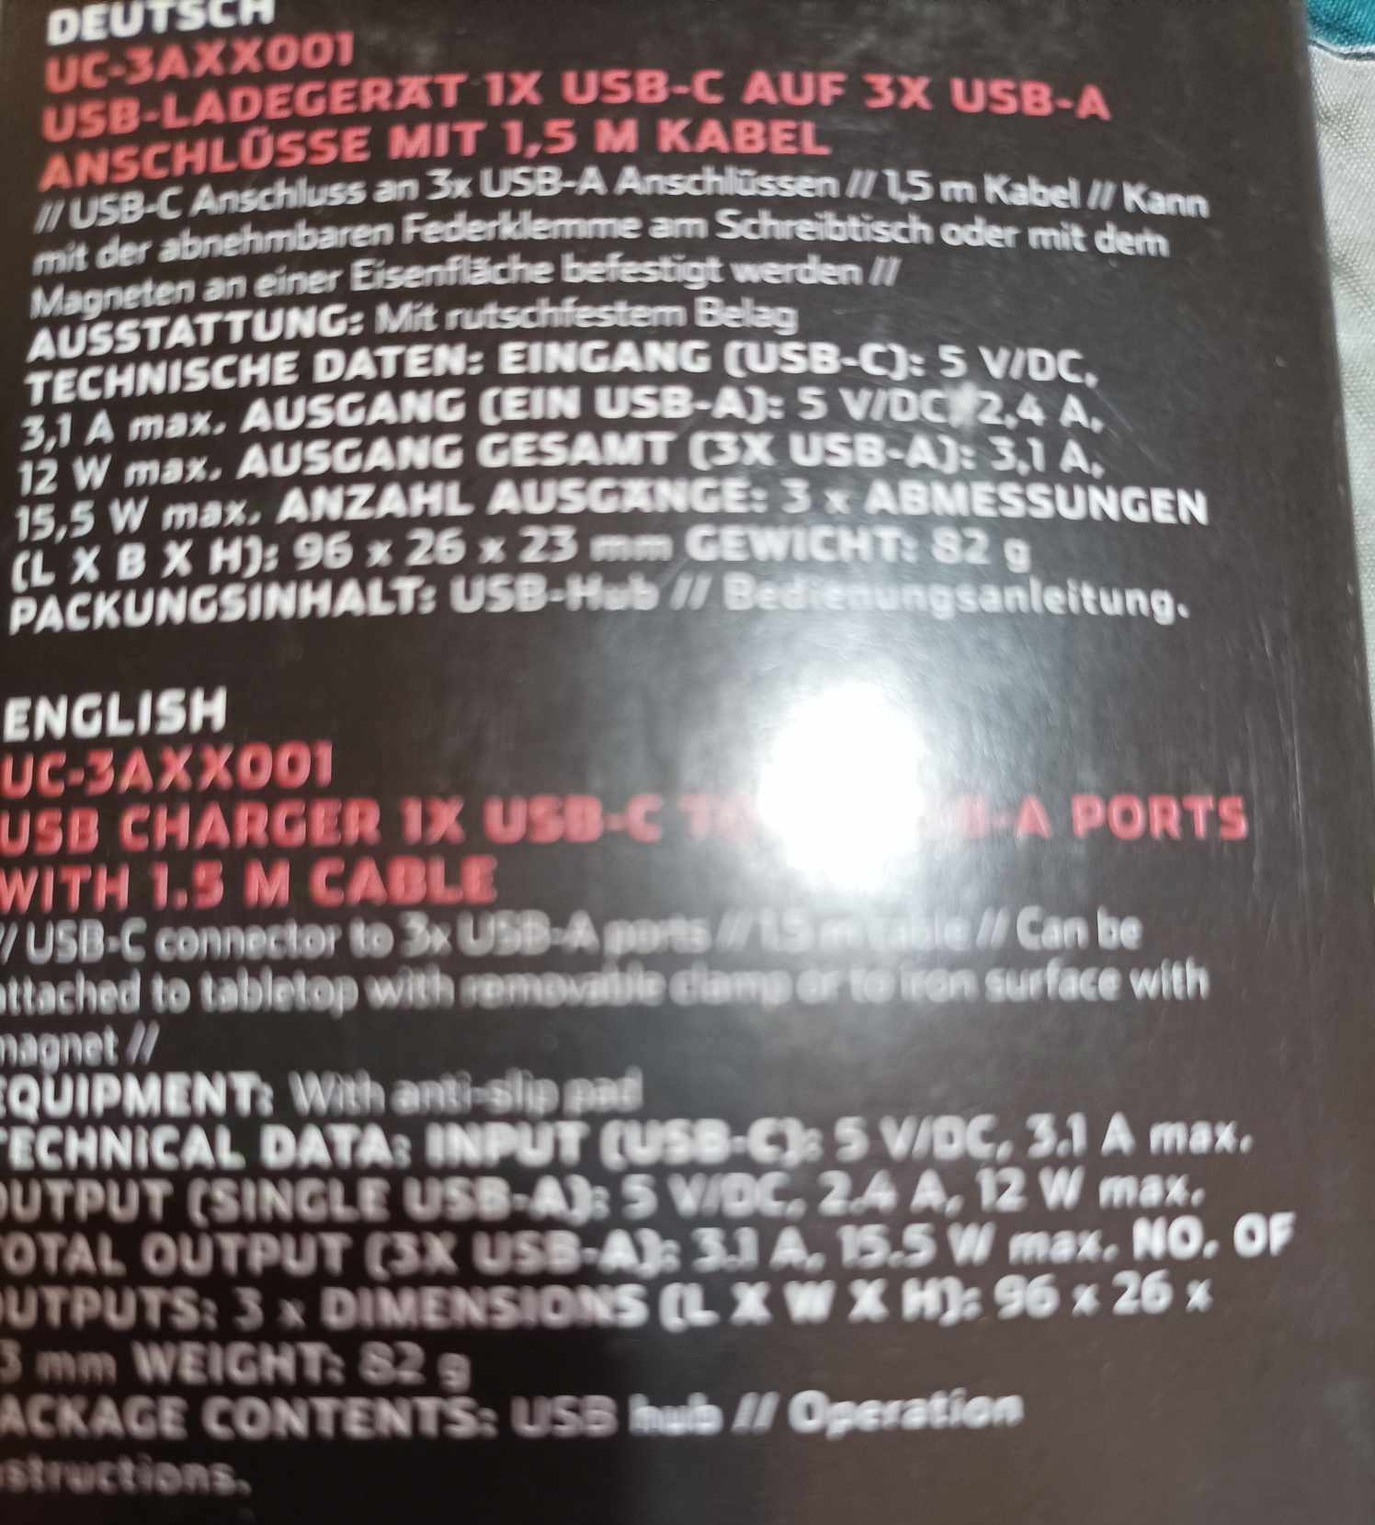 DEUTSCH
UC-3AXX001
USB-LADEGERÄT 1X USB-C AUF 3X USB-A
ANSCHLÜSSE MIT 1,5 M KABEL
// USB-C Anschluss an 3x USB-A Anschlüssen // 1,5 m Kabel // Kann
mit der abnehmbaren Federklemme am Schreibtisch oder mit dem
Magneten an einer Eisenfläche befestigt werden //
AUSSTATTUNG: Mit rutschfestem Belag
TECHNISCHE DATEN: EINGANG (USB-C): 5 V/DC,
3,1 A max. AUSGANG (EIN USB-A): 5 V/DC, 2,4 A,
12 W max. AUSGANG GESAMT (3X USB-A): 3,1 A,
15,5 W max. ANZAHL AUSGÄNGE: 3 x ABMESSUNGEN
(L X B X H): 96 x 26 x 23 mm GEWICHT: 82 g
PACKUNGSINHALT: USB-Hub // Bedienungsanleitung.
ENGLISH
UC-3AXX001
USB CHARGER 1X USB-C B-A PORTS
WITH 1.5 M CABLE
// USB-C connector to 3x USB-A ports // 1.5 m cable // Can be
attached to tabletop with removable clamp or to iron surface with
magnet //
EQUIPMENT: With anti-slip pad
TECHNICAL DATA: INPUT (USB-C): 5 V/DC, 3.1 A max.
OUTPUT (SINGLE USB-A): 5 V/DC, 2.4 A, 12 W max.
TOTAL OUTPUT (3X USB-A): 3.1 A, 15.5 W max. NO. OF
OUTPUTS: 3 x DIMENSIONS (L X W X H): 96 x 26 x
3 mm WEIGHT: 82 g
PACKAGE CONTENTS: USB hub // Operation
structions.